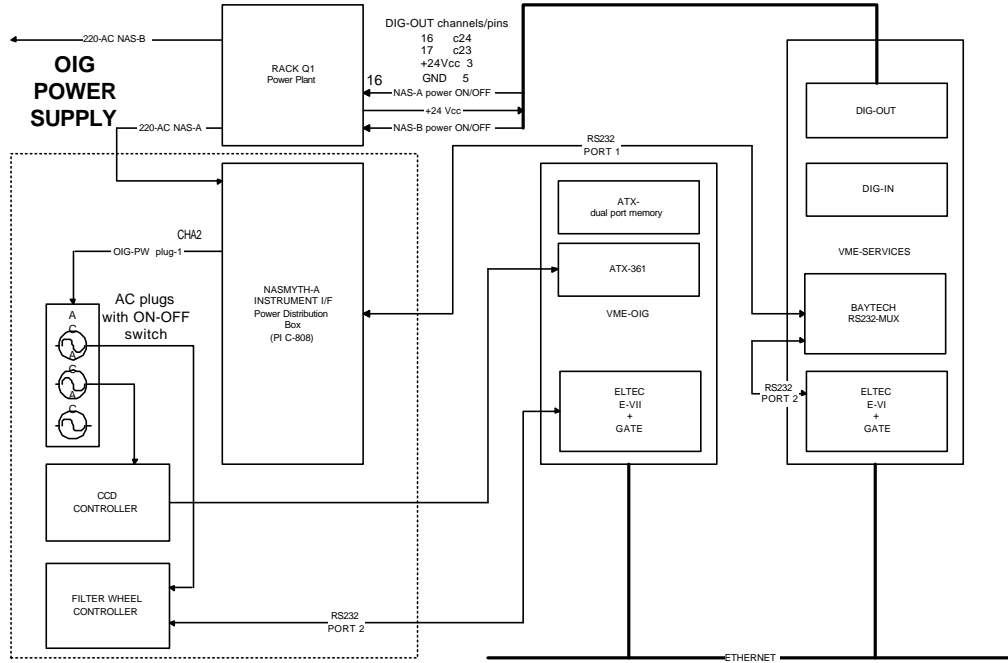 DIG-OUT channels/pins
16 c24
17 c23
+24Vcc 3
GND 5
220-AC NAS-B
OIG
POWER
SUPPLY
RACK Q1
Power Plant
16
NAS-A power ON/OFF
+24 Vcc
NAS-B power ON/OFF
220-AC NAS-A
DIG-OUT
RS232
PORT 1
DIG-IN
ATX-
dual port memory
CHA2
OIG-PW plug-1
VME-SERVICES
ATX-361
NASMYTH-A
INSTRUMENT I/F
Power Distribution
Box
(PI C-808)
AC plugs
with ON-OFF
switch
VME-OIG
BAYTECH
RS232-MUX
A
C
A
C
A
C
ELTEC
E-VII
+
GATE
RS232
PORT 2
ELTEC
E-VI
+
GATE
CCD
CONTROLLER
FILTER WHEEL
CONTROLLER
RS232
PORT 2
ETHERNET